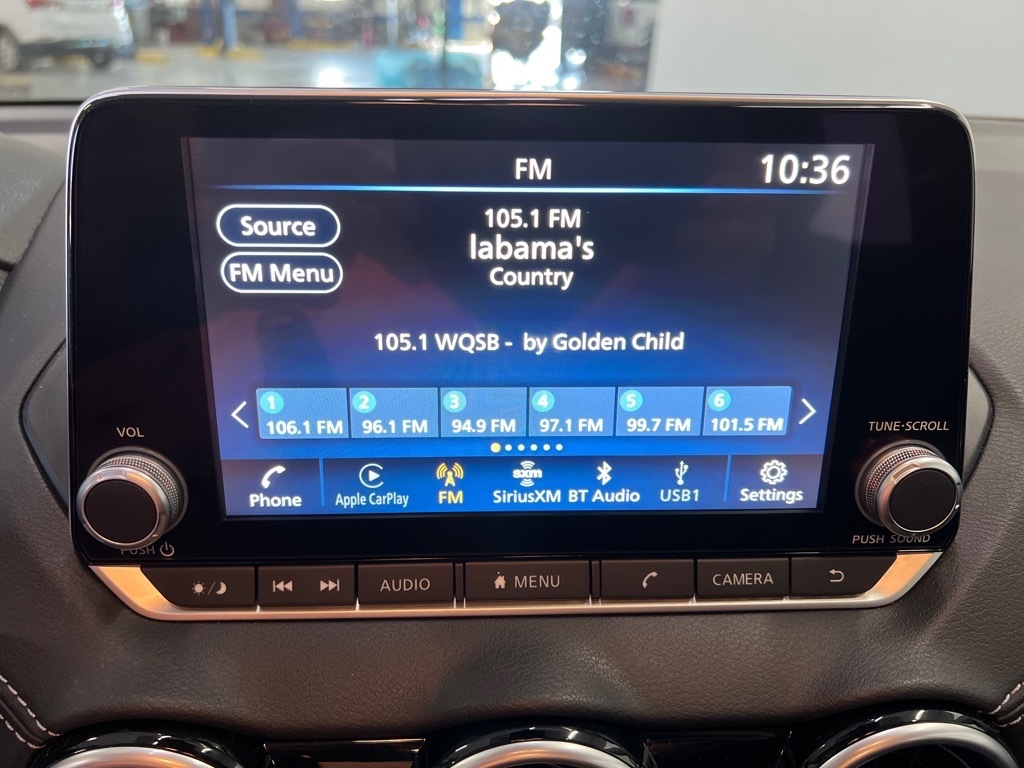 FM 10:36
Source
FM Menu
105.1 FM
labama's
Country
105.1 WQSB - by Golden Child
1 2 3 4 5 6
106.1 FM 96.1 FM 94.9 FM 97.1 FM 99.7 FM 101.5 FM
Phone Apple CarPlay FM sxm SiriusXM BT Audio USB1 Settings
VOL
PUSH
TUNE·SCROLL
PUSH SOUND
AUDIO MENU CAMERA